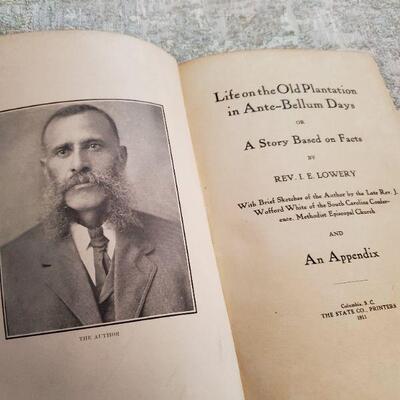 THE AUTHOR
Life on the Old Plantation
in Ante-Bellum Days
OR
A Story Based on Facts
BY
REV. I. E. LOWERY
With Brief Sketches of the Author by the Late Rev. J.
Wofford White of the South Carolina Confer-
ence, Methodist Episcopal Church
AND
An Appendix
Columbia, S. C.
THE STATE CO., PRINTERS
1911